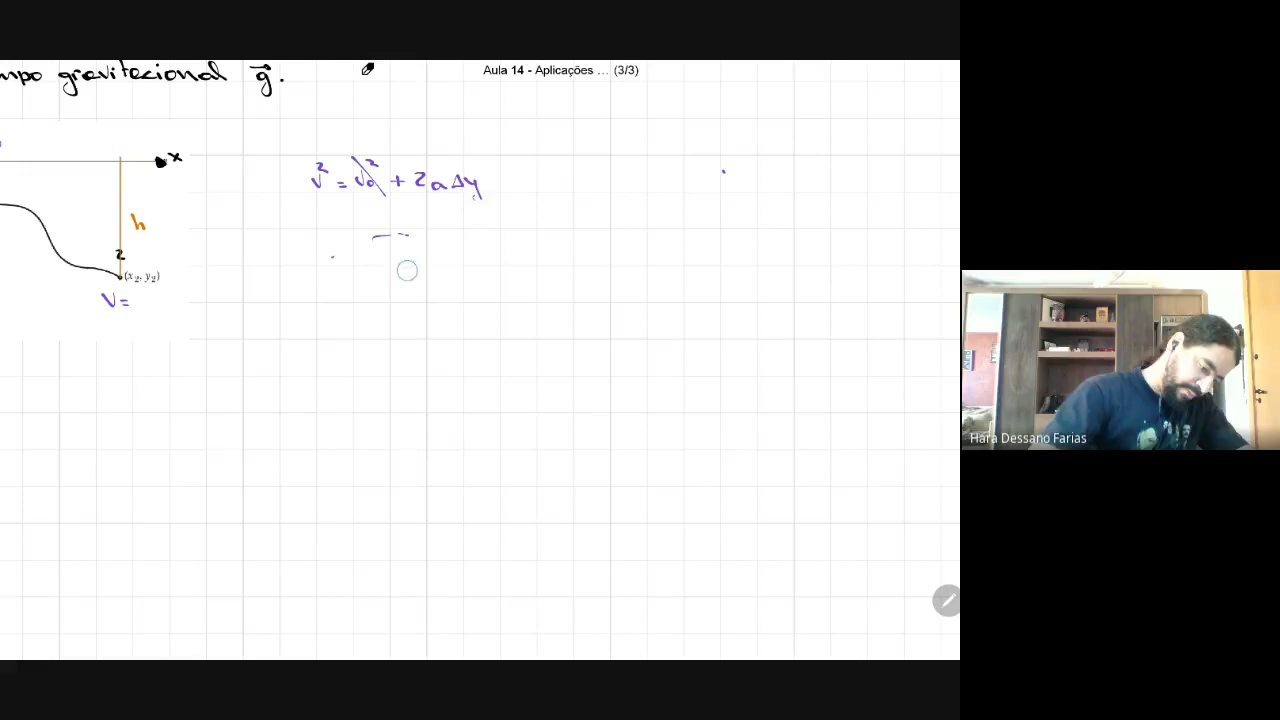 mpo gravitacional g⃗.
Aula 14 - Aplicações ... (3/3)
x
v² = v₀² + 2aΔy
h
2
(x₂, y₂)
v =
Hara Dessano Farias